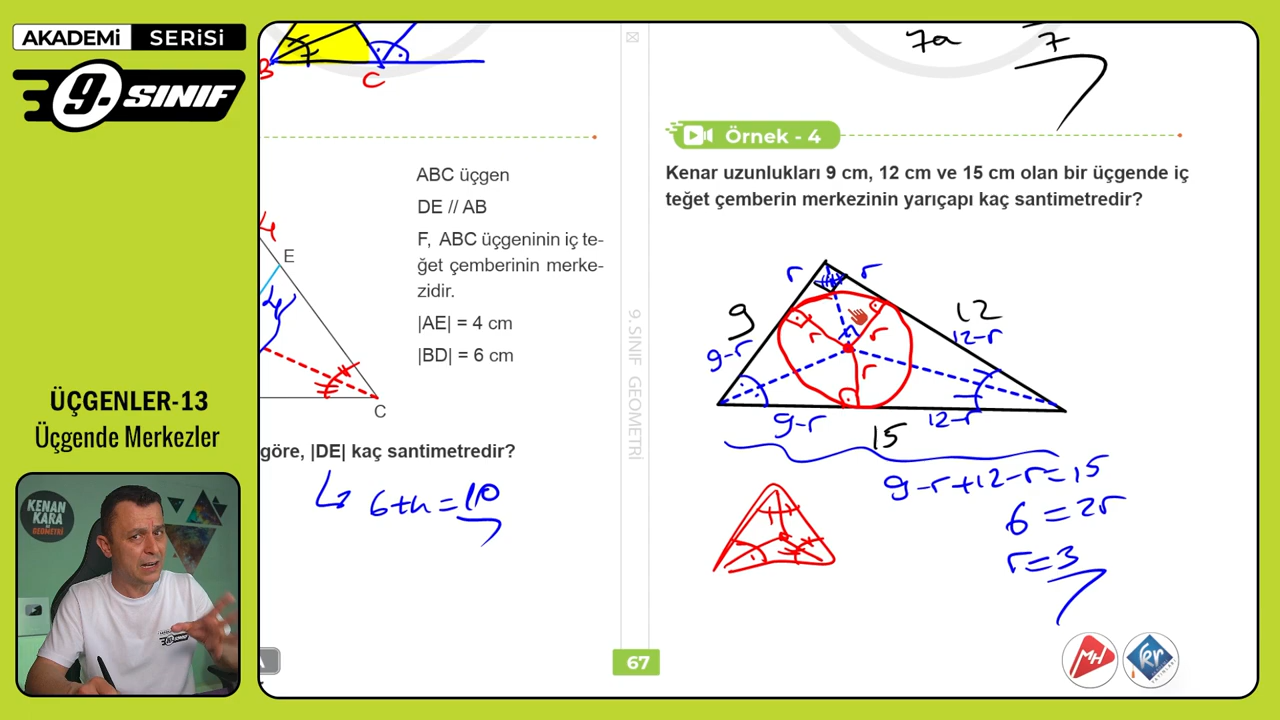 AKADEMİ SERİSİ
9. SINIF
ÜÇGENLER-13
Üçgende Merkezler
KENAN
KARA
GEOMETRİ
B
7
C
ABC üçgen
DE // AB
F, ABC üçgeninin iç te-
ğet çemberinin merke-
zidir.
|AE| = 4 cm
|BD| = 6 cm
4
E
C
göre, |DE| kaç santimetredir?
6+4=10
9.SINIF GEOMETRİ
67
7a
7
Örnek - 4
Kenar uzunlukları 9 cm, 12 cm ve 15 cm olan bir üçgende iç
teğet çemberin merkezinin yarıçapı kaç santimetredir?
r r
9 12
r r
9-r 12-r
r
9-r 12-r
15
9-r+12-r=15
6=2r
r=3
MH
kr